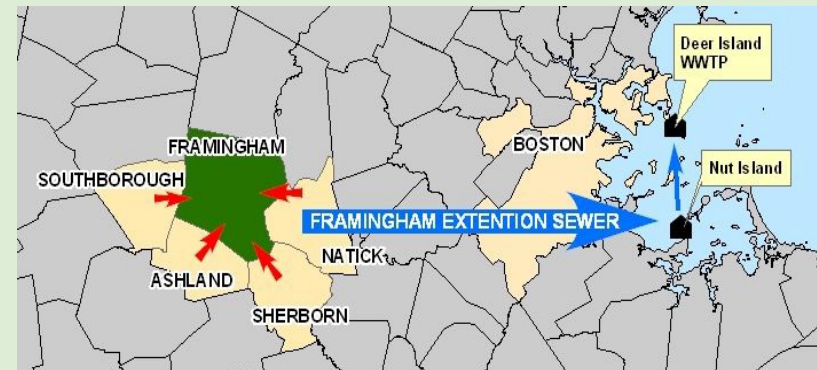 Deer Island
WWTP
FRAMINGHAM
BOSTON
SOUTHBOROUGH
Nut Island
FRAMINGHAM EXTENTION SEWER
NATICK
ASHLAND
SHERBORN